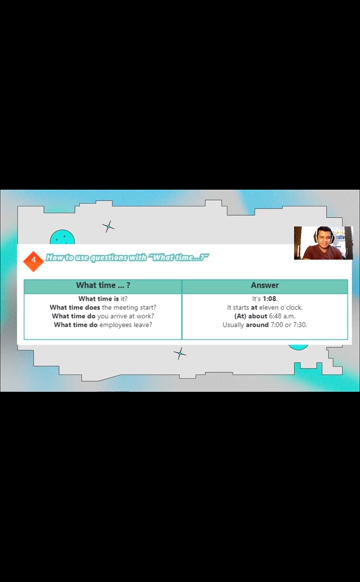 4
How to use questions with "What time...?"
What time ... ?
Answer
What time is it?
It's 1:08.
What time does the meeting start?
It starts at eleven o'clock.
What time do you arrive at work?
(At) about 6:48 a.m.
What time do employees leave?
Usually around 7:00 or 7:30.